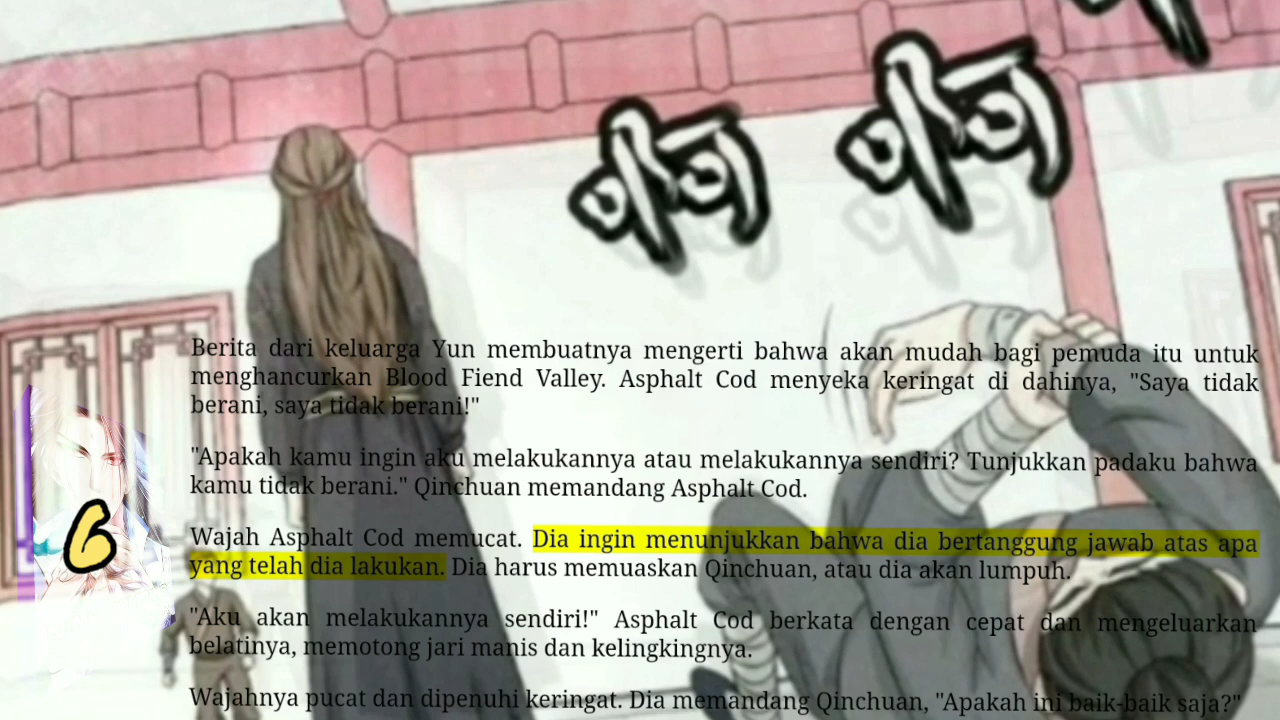 Berita dari keluarga Yun membuatnya mengerti bahwa akan mudah bagi pemuda itu untuk
menghancurkan Blood Fiend Valley. Asphalt Cod menyeka keringat di dahinya, "Saya tidak
berani, saya tidak berani!"
"Apakah kamu ingin aku melakukannya atau melakukannya sendiri? Tunjukkan padaku bahwa
kamu tidak berani." Qinchuan memandang Asphalt Cod.
Wajah Asphalt Cod memucat. Dia ingin menunjukkan bahwa dia bertanggung jawab atas apa
yang telah dia lakukan. Dia harus memuaskan Qinchuan, atau dia akan lumpuh.
"Aku akan melakukannya sendiri!" Asphalt Cod berkata dengan cepat dan mengeluarkan
belatinya, memotong jari manis dan kelingkingnya.
Wajahnya pucat dan dipenuhi keringat. Dia memandang Qinchuan, "Apakah ini baik-baik saja?"